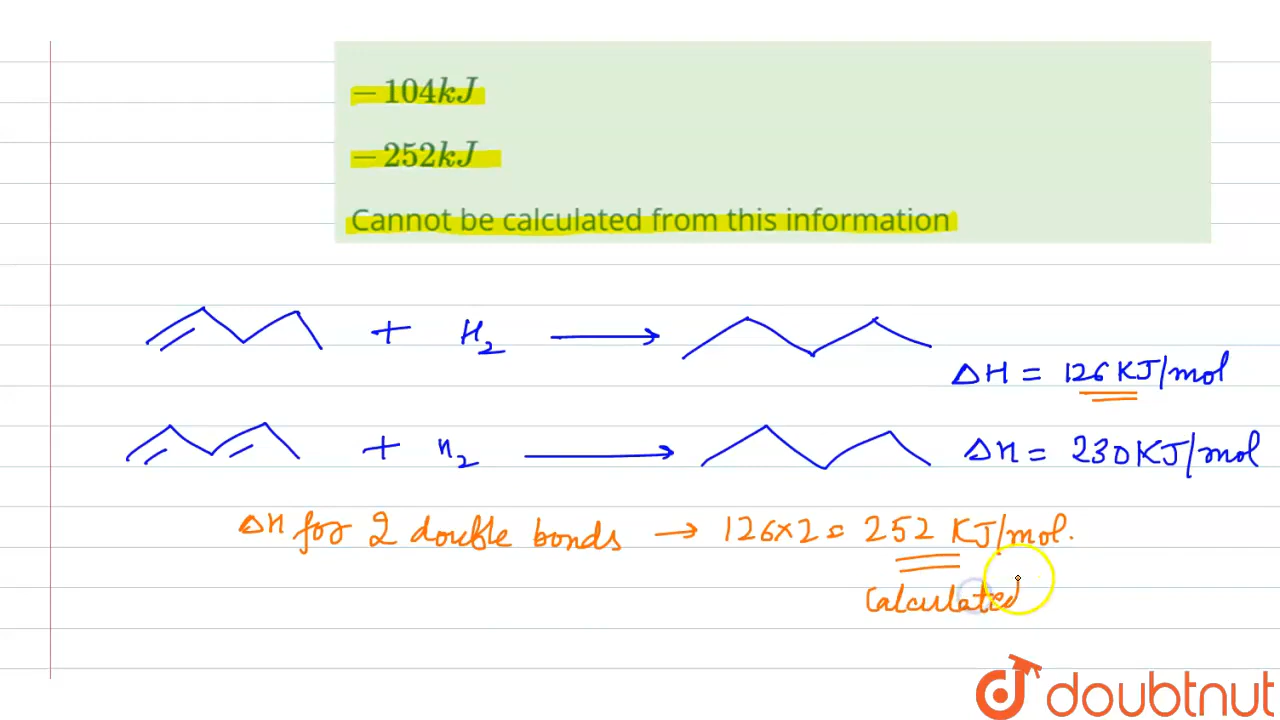 −104kJ
−252kJ
Cannot be calculated from this information
+ H2 → ΔH = 126 KJ/mol
+ H2 → ΔH = 230 KJ/mol
ΔH for 2 double bonds → 126×2 = 252 KJ/mol.
Calculated
doubtnut